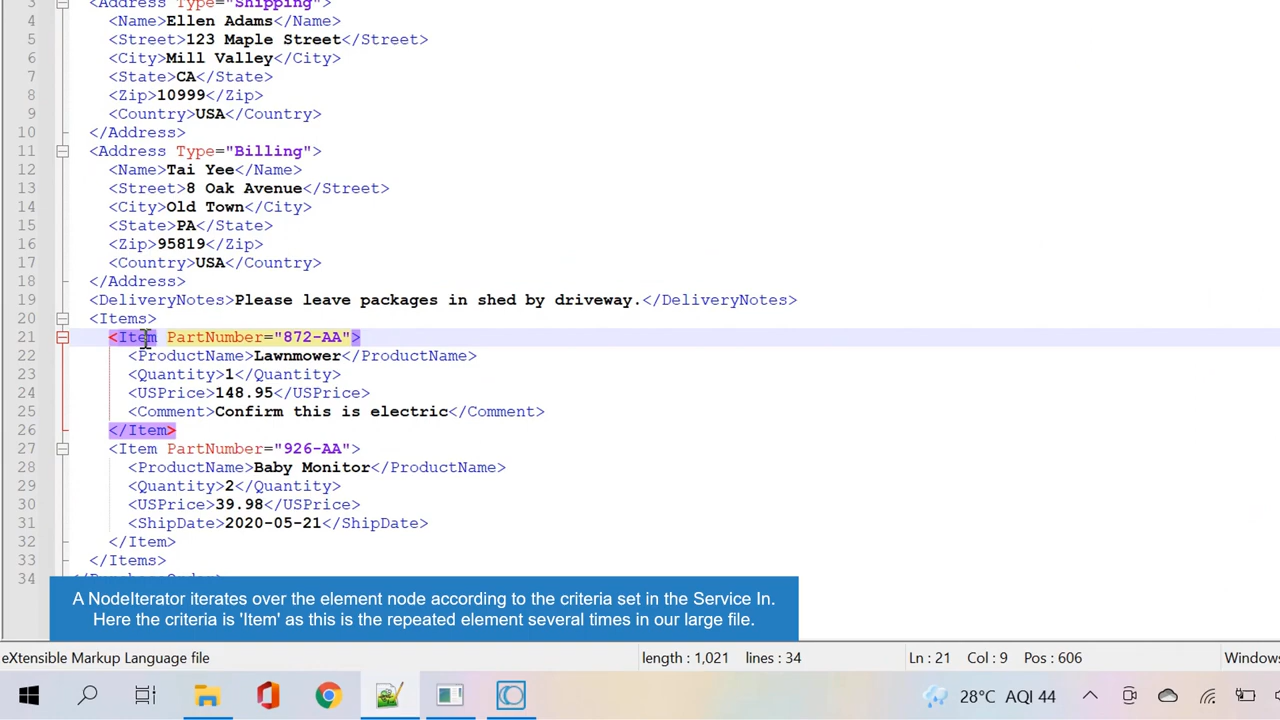 3 <Address Type="Shipping">
4 <Name>Ellen Adams</Name>
5 <Street>123 Maple Street</Street>
6 <City>Mill Valley</City>
7 <State>CA</State>
8 <Zip>10999</Zip>
9 <Country>USA</Country>
10 </Address>
11 <Address Type="Billing">
12 <Name>Tai Yee</Name>
13 <Street>8 Oak Avenue</Street>
14 <City>Old Town</City>
15 <State>PA</State>
16 <Zip>95819</Zip>
17 <Country>USA</Country>
18 </Address>
19 <DeliveryNotes>Please leave packages in shed by driveway.</DeliveryNotes>
20 <Items>
21 <Item PartNumber="872-AA">
22 <ProductName>Lawnmower</ProductName>
23 <Quantity>1</Quantity>
24 <USPrice>148.95</USPrice>
25 <Comment>Confirm this is electric</Comment>
26 </Item>
27 <Item PartNumber="926-AA">
28 <ProductName>Baby Monitor</ProductName>
29 <Quantity>2</Quantity>
30 <USPrice>39.98</USPrice>
31 <ShipDate>2020-05-21</ShipDate>
32 </Item>
33 </Items>
34
A NodeIterator iterates over the element node according to the criteria set in the Service In.
Here the criteria is 'Item' as this is the repeated element several times in our large file.
eXtensible Markup Language file length : 1,021 lines : 34 Ln : 21 Col : 9 Pos : 606 Windows
28°C AQI 44